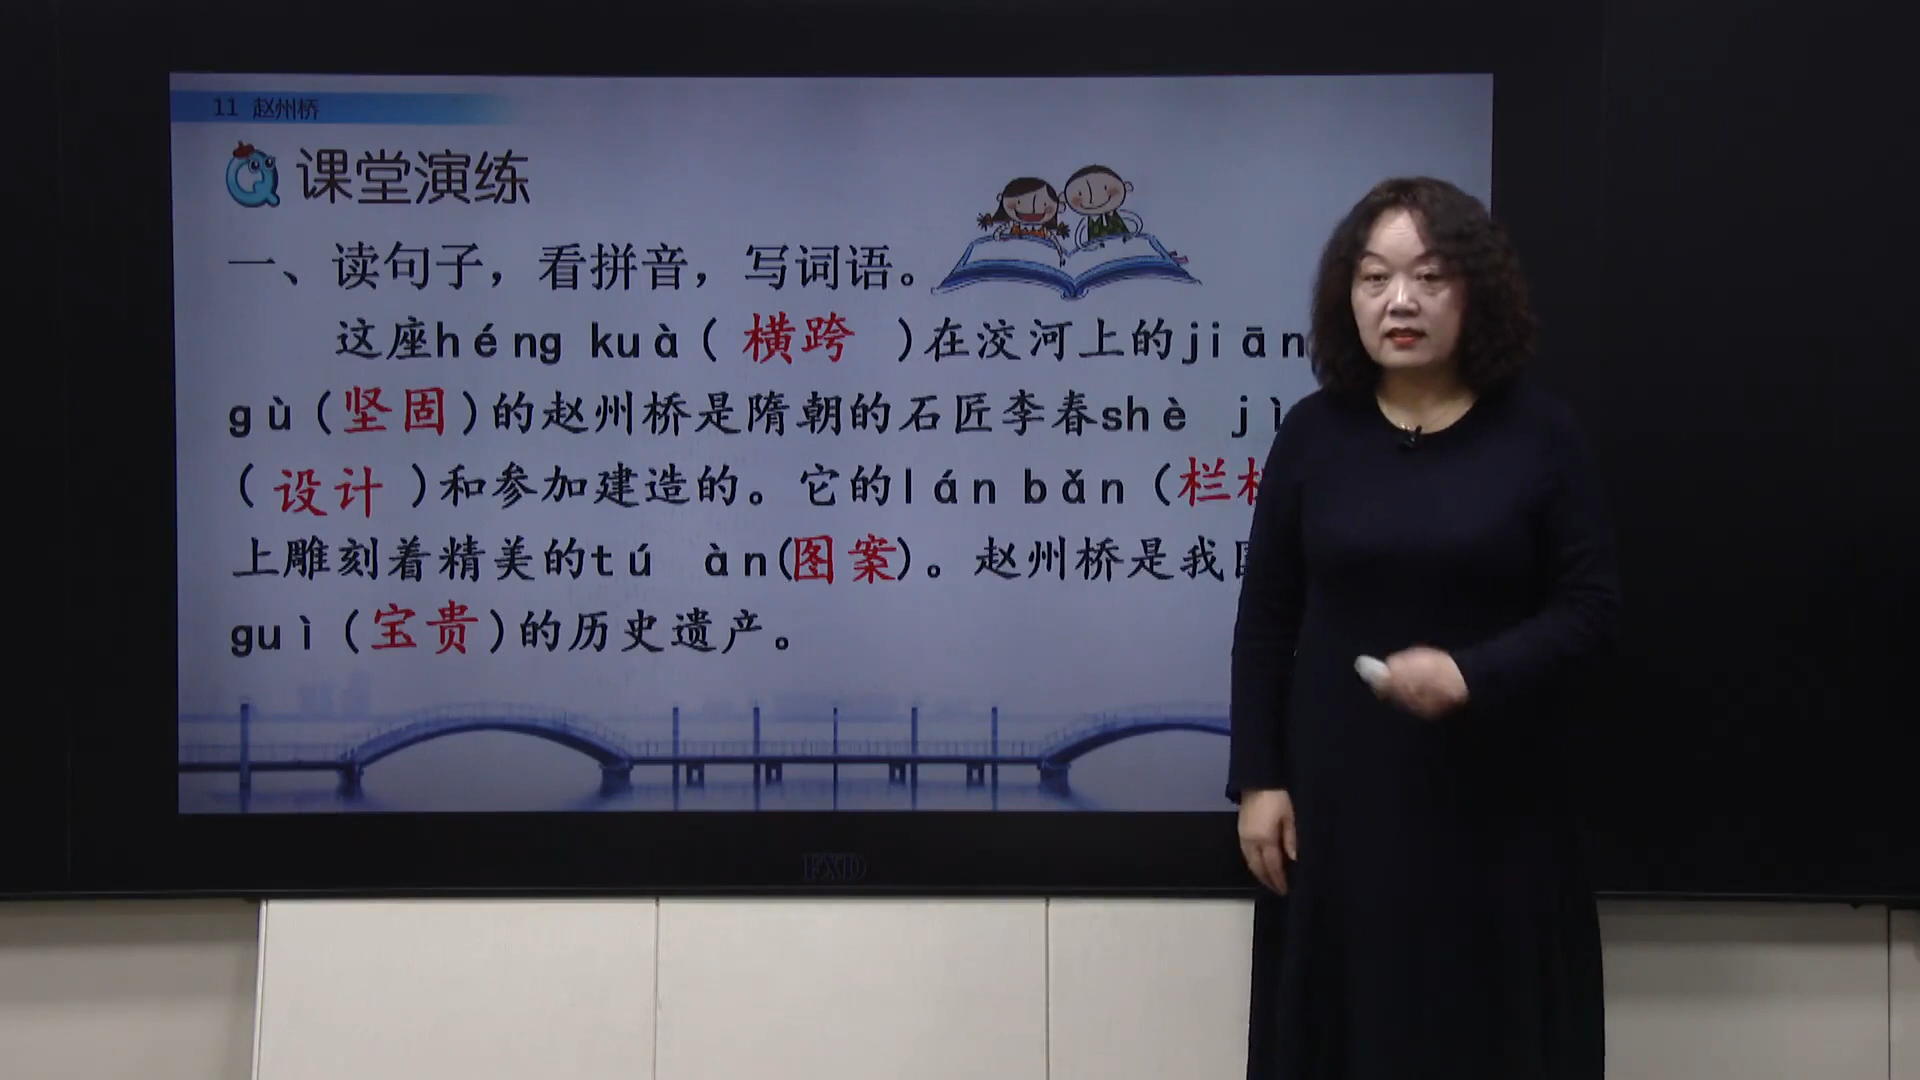 11 赵州桥
课堂演练
一、读句子，看拼音，写词语。
这座héng kuà（ 横跨 ）在洨河上的jiān
gù（坚固）的赵州桥是隋朝的石匠李春shè jì
（ 设计 ）和参加建造的。它的lán bǎn（栏
上雕刻着精美的tú àn(图案)。赵州桥是我
guì（宝贵）的历史遗产。
FXD